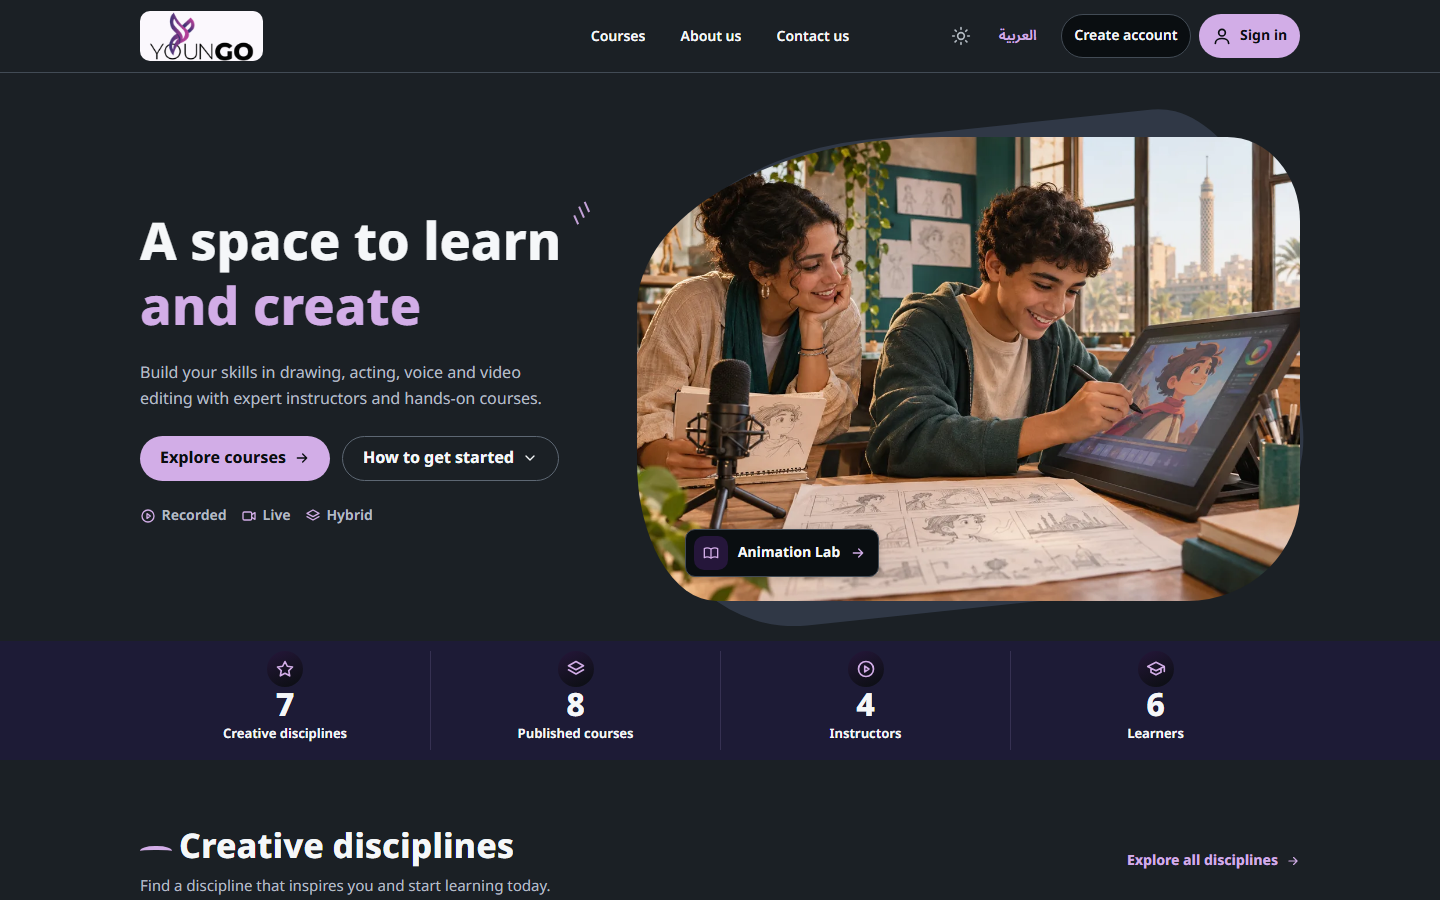 YOUNGO
Courses
About us
Contact us
العربية
Create account
Sign in
A space to learn
and create
Build your skills in drawing, acting, voice and video
editing with expert instructors and hands-on courses.
Explore courses
How to get started
Recorded
Live
Hybrid
Animation Lab
7
Creative disciplines
8
Published courses
4
Instructors
6
Learners
Creative disciplines
Find a discipline that inspires you and start learning today.
Explore all disciplines